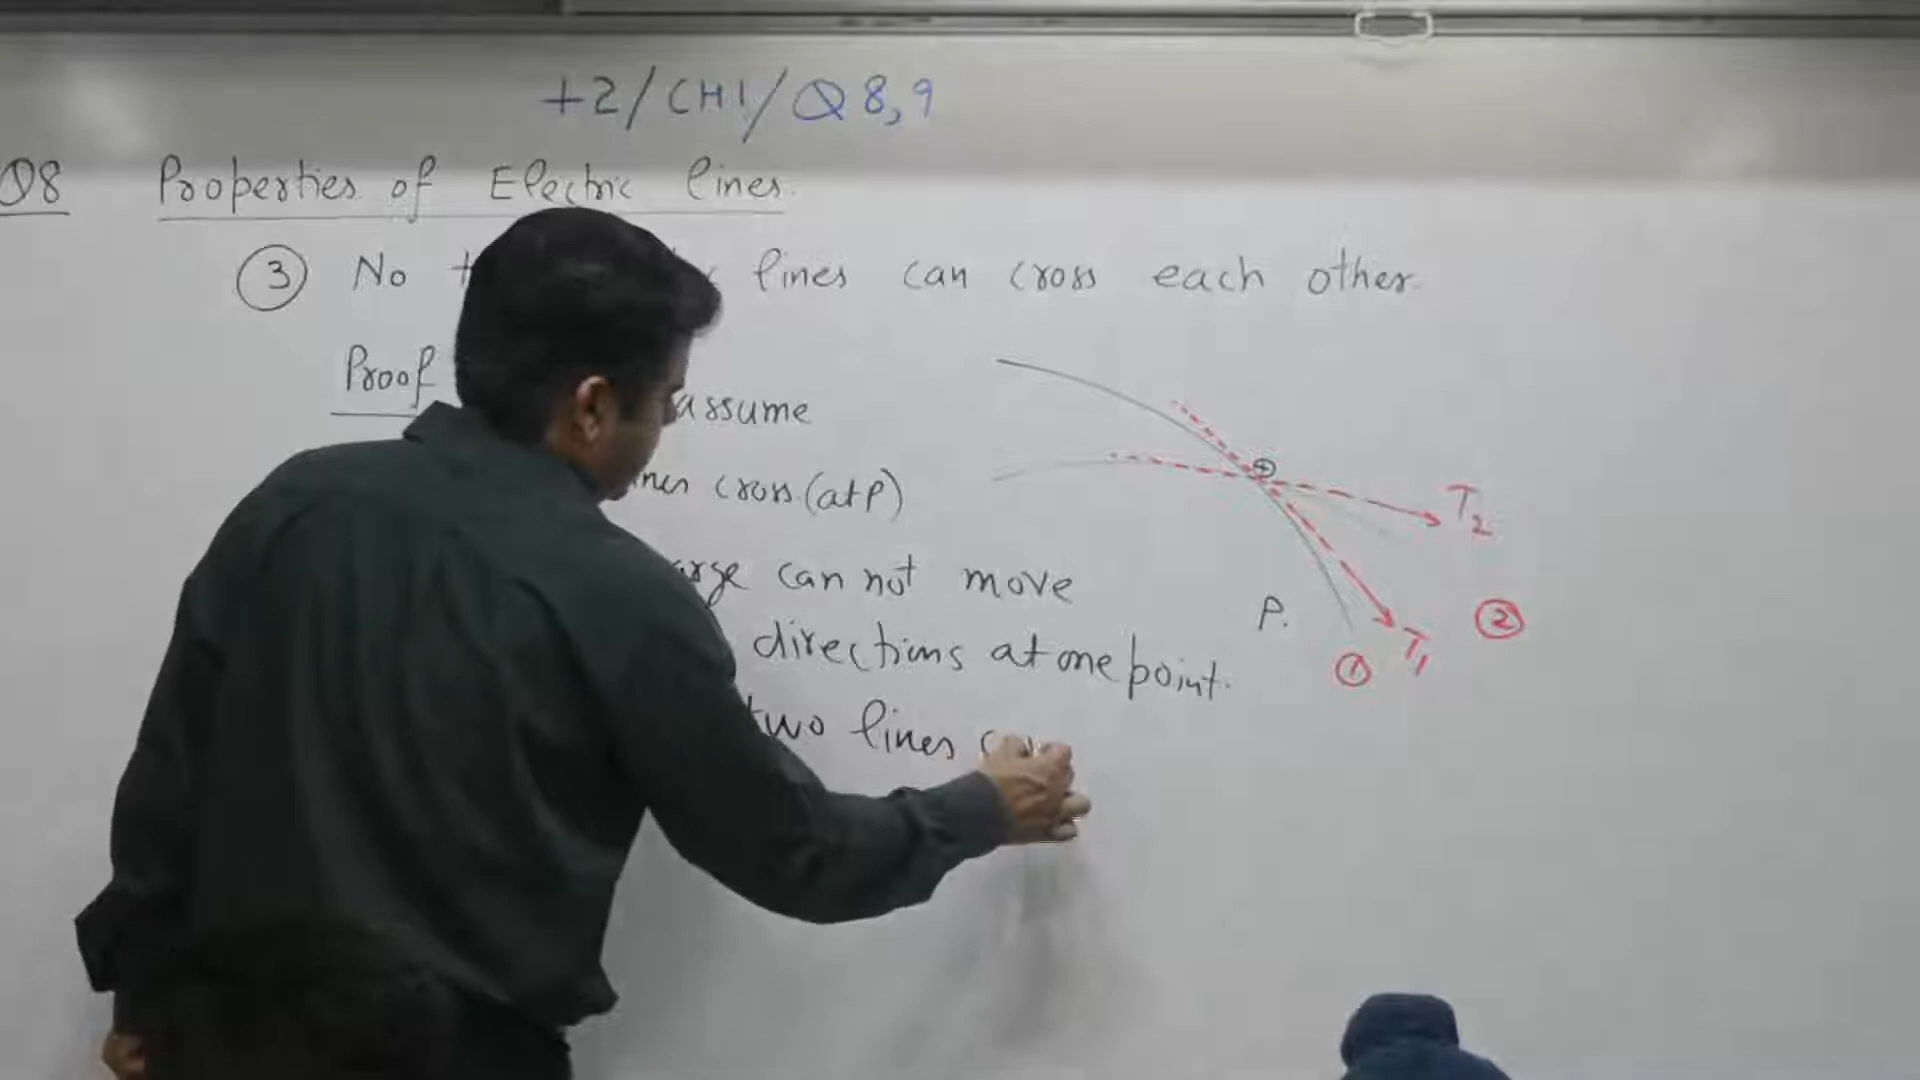 +2/CH1/Q8,9
Q8 Properties of Electric lines.
③ No lines can cross each other.
Proof
assume
cross (at P)
can not move
directions at one point.
two lines
T2
T1
P.
②
①